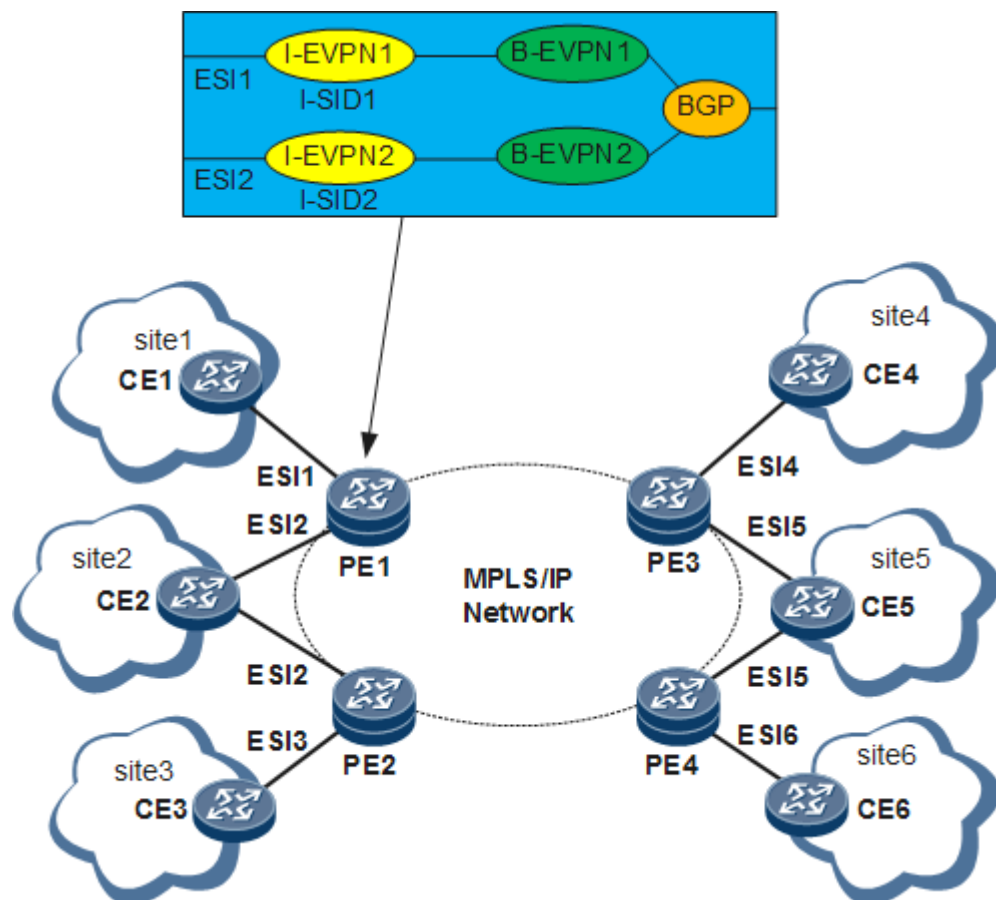 I-EVPN1
B-EVPN1
ESI1
I-SID1
BGP
I-EVPN2
B-EVPN2
ESI2
I-SID2
site1
CE1
site4
CE4
ESI1
ESI4
ESI2
ESI5
site2
CE2
PE1
PE3
site5
CE5
MPLS/IP
Network
ESI2
ESI5
ESI3
ESI6
site3
CE3
PE2
PE4
site6
CE6